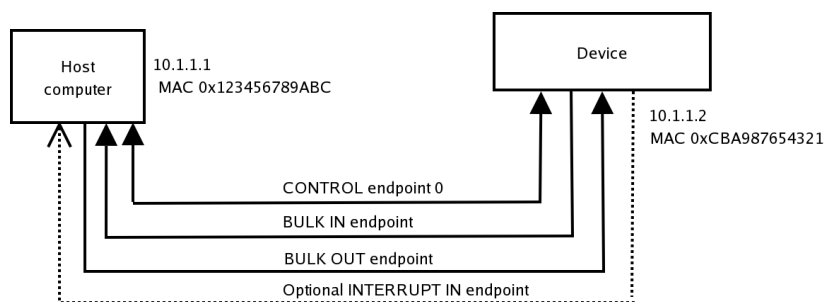 Host
computer
10.1.1.1
MAC 0x123456789ABC
Device
10.1.1.2
MAC 0xCBA987654321
CONTROL endpoint 0
BULK IN endpoint
BULK OUT endpoint
Optional INTERRUPT IN endpoint